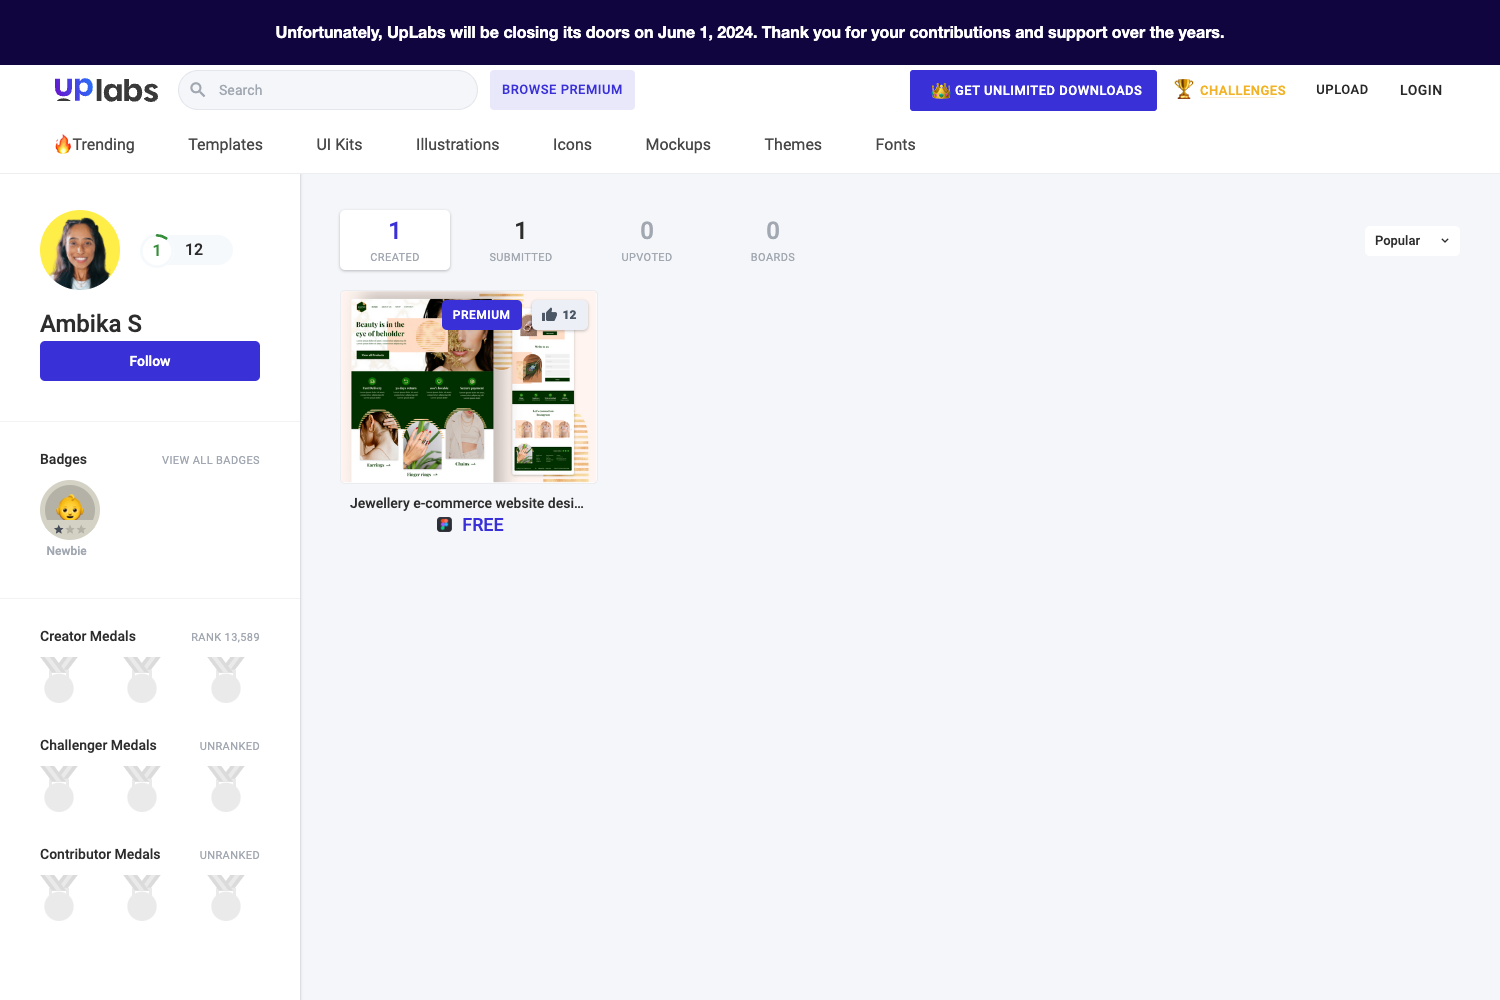 Unfortunately, UpLabs will be closing its doors on June 1, 2024. Thank you for your contributions and support over the years.
uplabs
Search
BROWSE PREMIUM
GET UNLIMITED DOWNLOADS
CHALLENGES
UPLOAD
LOGIN
Trending
Templates
UI Kits
Illustrations
Icons
Mockups
Themes
Fonts
1
12
Ambika S
Follow
Badges
VIEW ALL BADGES
Newbie
Creator Medals
RANK 13,589
Challenger Medals
UNRANKED
Contributor Medals
UNRANKED
1
CREATED
1
SUBMITTED
0
UPVOTED
0
BOARDS
Popular
PREMIUM
12
Beauty is in the
eye of beholder
Earrings
Finger rings
Chains
Jewellery e-commerce website desi...
FREE